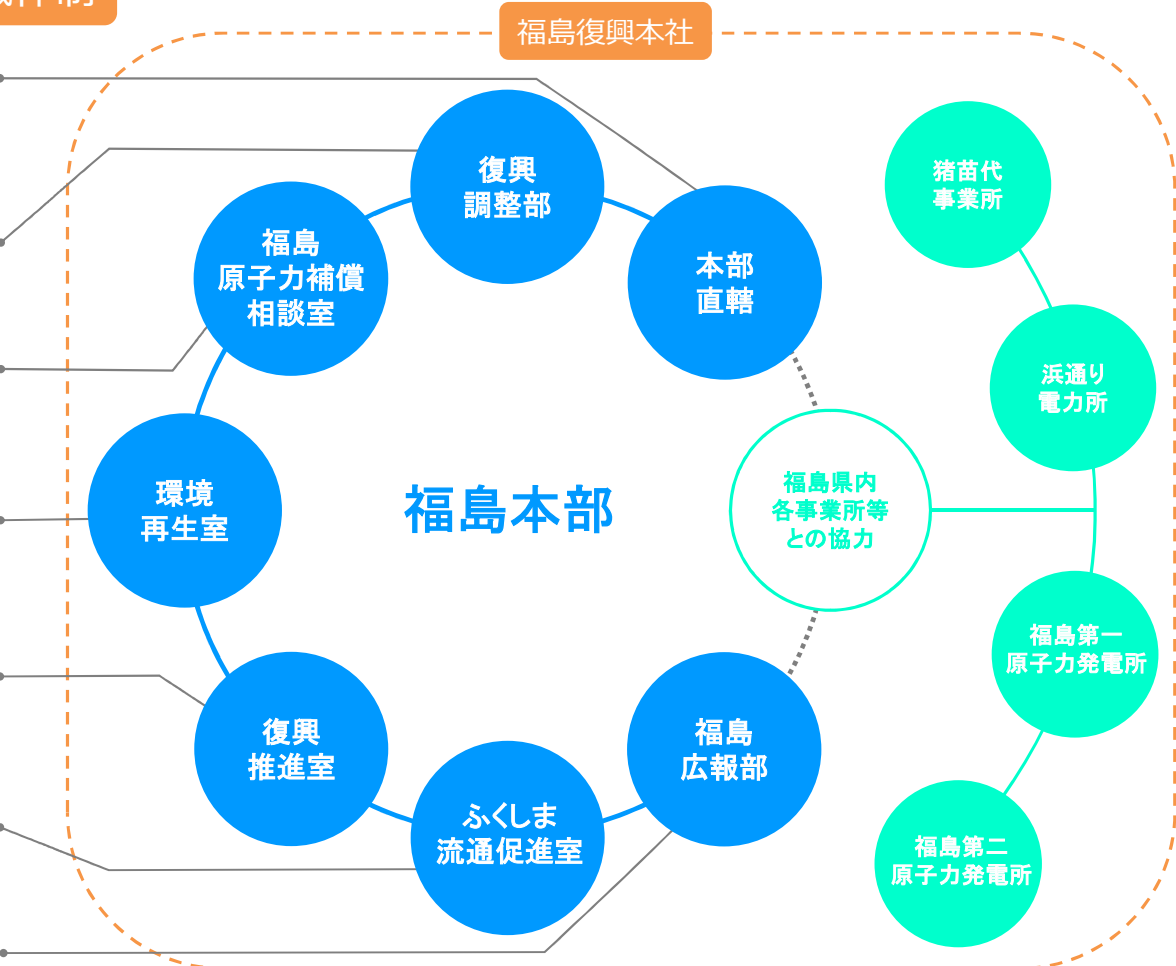 福島復興本社
復興
調整部
本部
直轄
福島
原子力補償
相談室
環境
再生室
福島本部
復興
推進室
ふくしま
流通促進室
福島
広報部
福島県内
各事業所等
との協力
猪苗代
事業所
浜通り
電力所
福島第一
原子力発電所
福島第二
原子力発電所